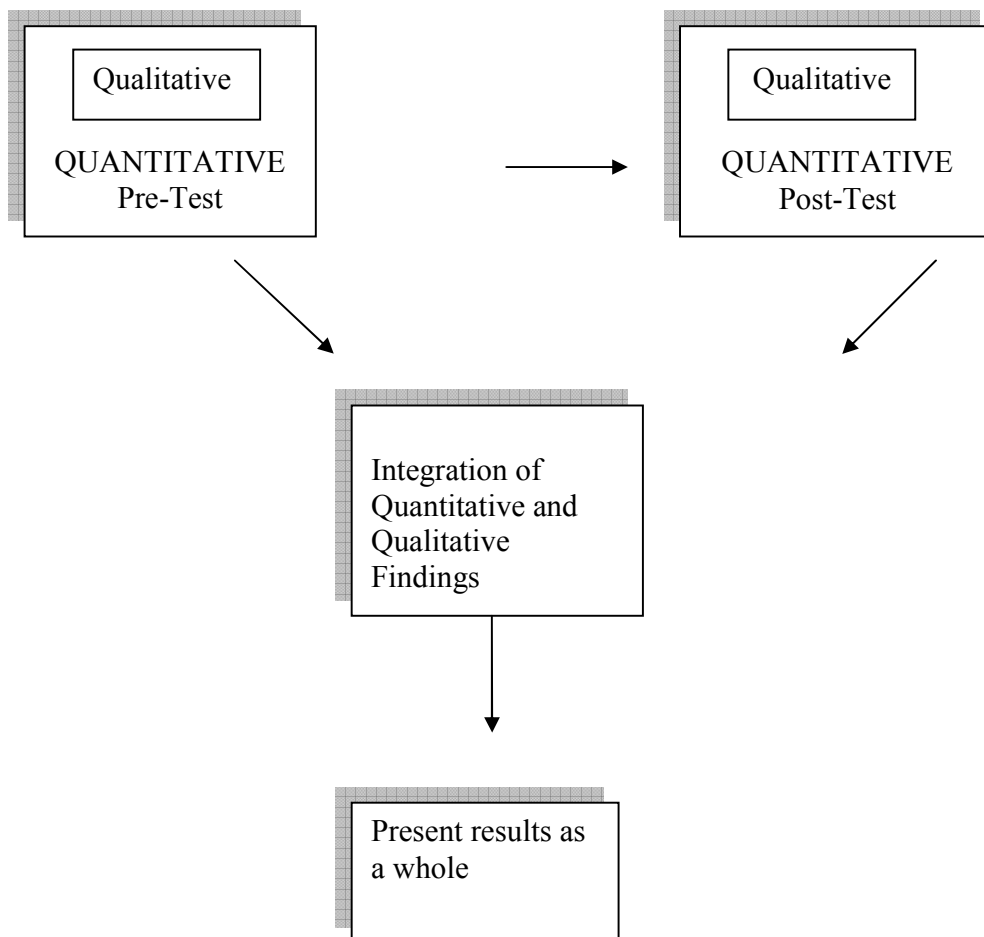 Qualitative
QUANTITATIVE
Pre-Test
Qualitative
QUANTITATIVE
Post-Test
Integration of
Quantitative and
Qualitative
Findings
Present results as
a whole